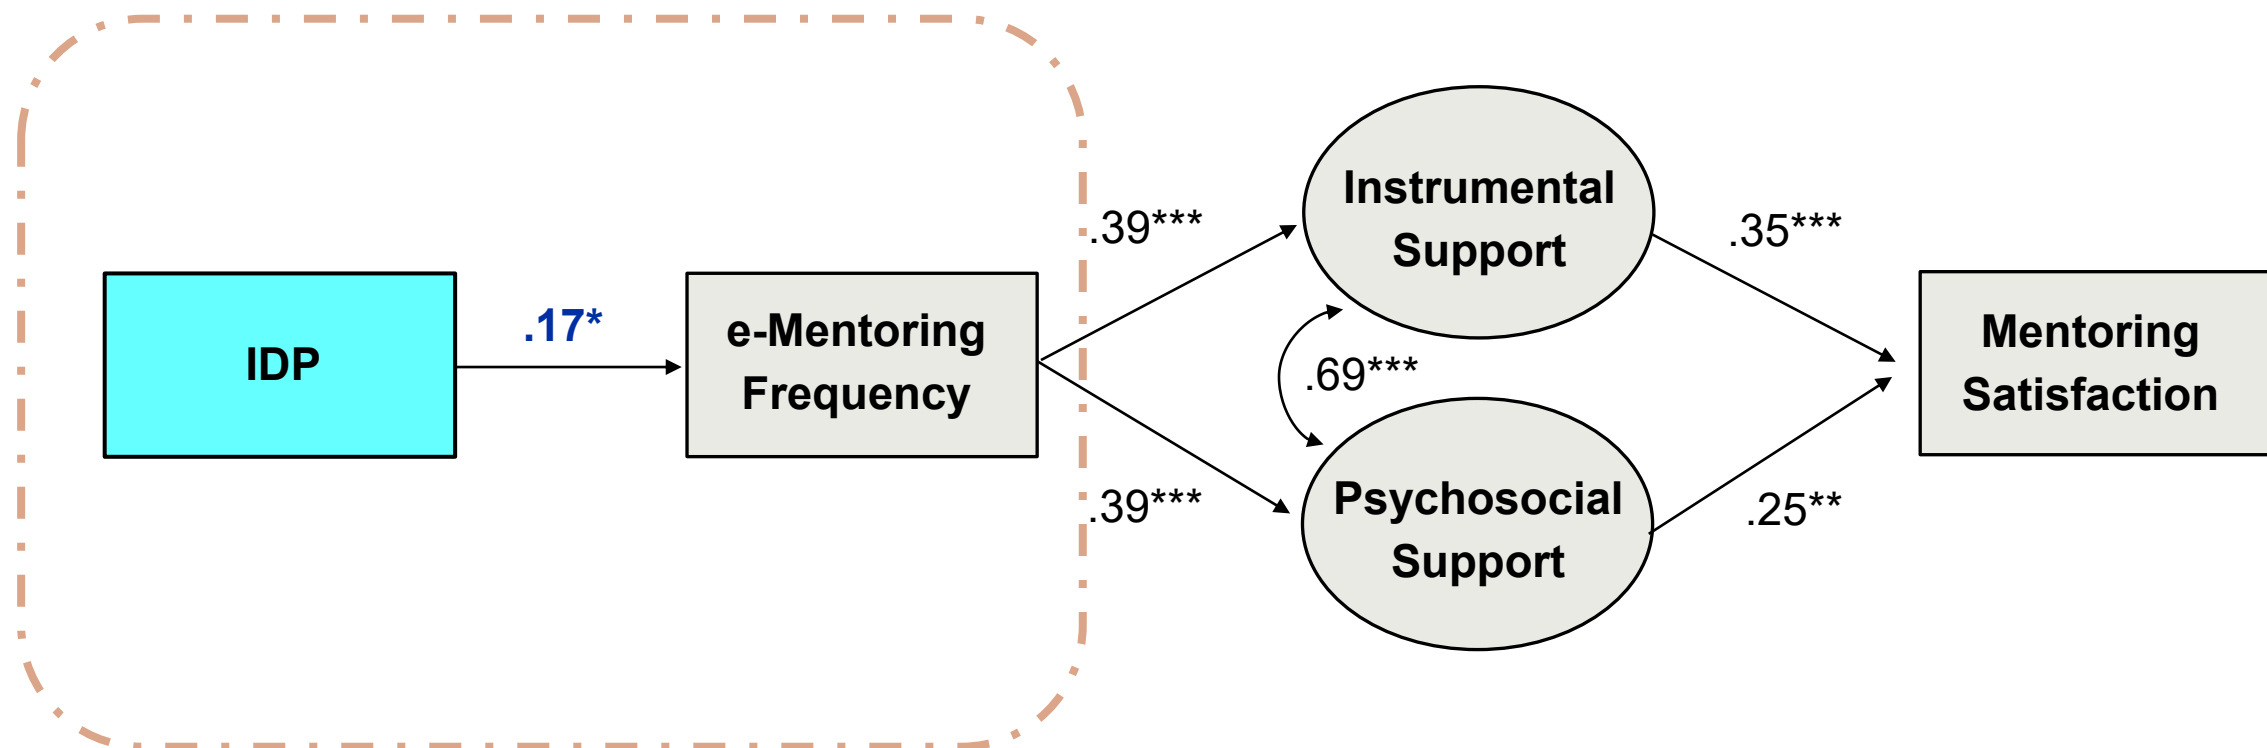 IDP
.17*
e-Mentoring
Frequency
.39***
.39***
Instrumental
Support
.69***
Psychosocial
Support
.35***
.25**
Mentoring
Satisfaction